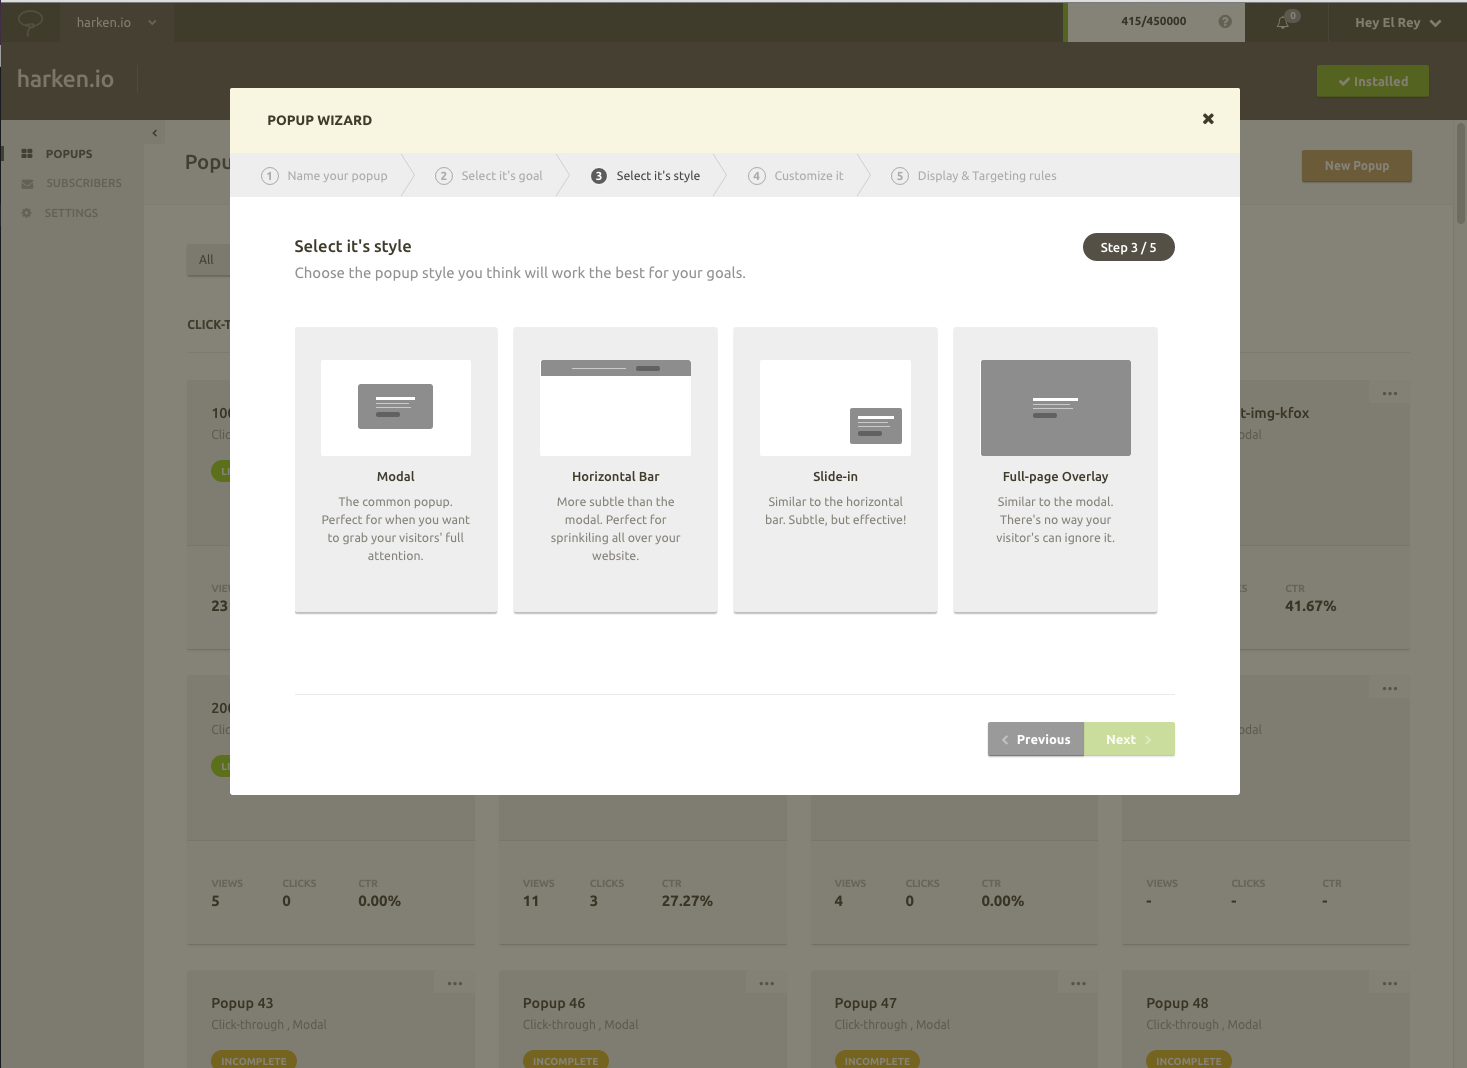 harken.io
415/450000
?
0
Hey El Rey
harken.io
Installed
POPUP WIZARD
POPUPS
SUBSCRIBERS
SETTINGS
Popu
New Popup
1 Name your popup
2 Select it's goal
3 Select it's style
4 Customize it
5 Display & Targeting rules
Select it's style
Step 3 / 5
Choose the popup style you think will work the best for your goals.
All
CLICK-T
Modal
The common popup.
Perfect for when you want
to grab your visitors' full
attention.
Horizontal Bar
More subtle than the
modal. Perfect for
sprinkiling all over your
website.
Slide-in
Similar to the horizontal
bar. Subtle, but effective!
Full-page Overlay
Similar to the modal.
There's no way your
visitor's can ignore it.
t-img-kfox
odal
VIE
23
CTR
41.67%
Clic
odal
Previous
Next
VIEWS CLICKS CTR
5 0 0.00%
VIEWS CLICKS CTR
11 3 27.27%
VIEWS CLICKS CTR
4 0 0.00%
VIEWS CLICKS CTR
- - -
Popup 43
Click-through , Modal
INCOMPLETE
Popup 46
Click-through , Modal
INCOMPLETE
Popup 47
Click-through , Modal
INCOMPLETE
Popup 48
Click-through , Modal
INCOMPLETE